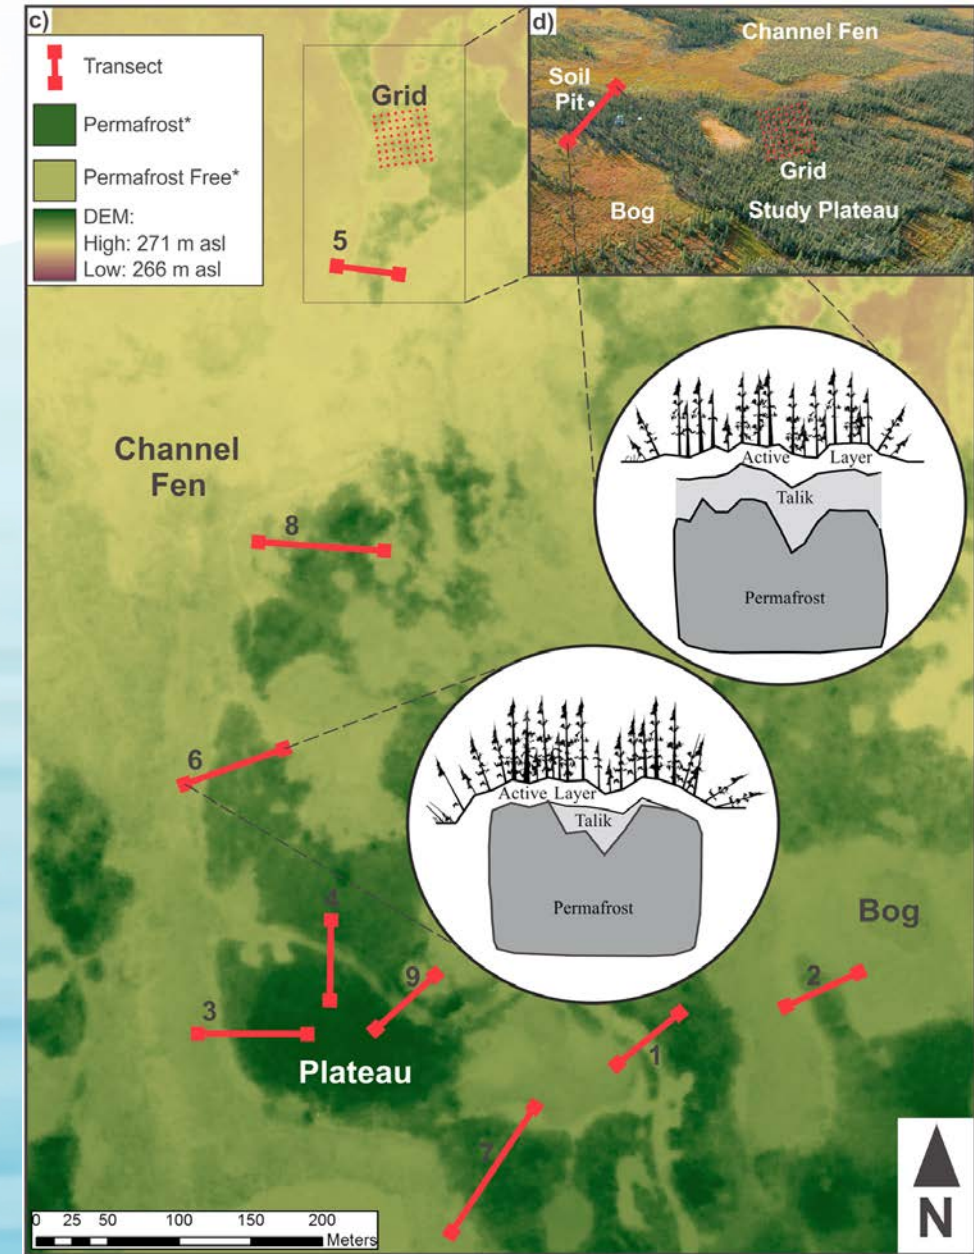 c)
Transect
Permafrost*
Permafrost Free*
DEM:
High: 271 m asl
Low: 266 m asl
Grid
5
d)
Channel Fen
Soil
Pit
Grid
Bog
Study Plateau
Active Layer
Talik
Permafrost
Channel
Fen
8
6
Active Layer
Talik
Permafrost
4
9
3
Plateau
Bog
2
1
7
0 25 50 100 150 200
Meters
N